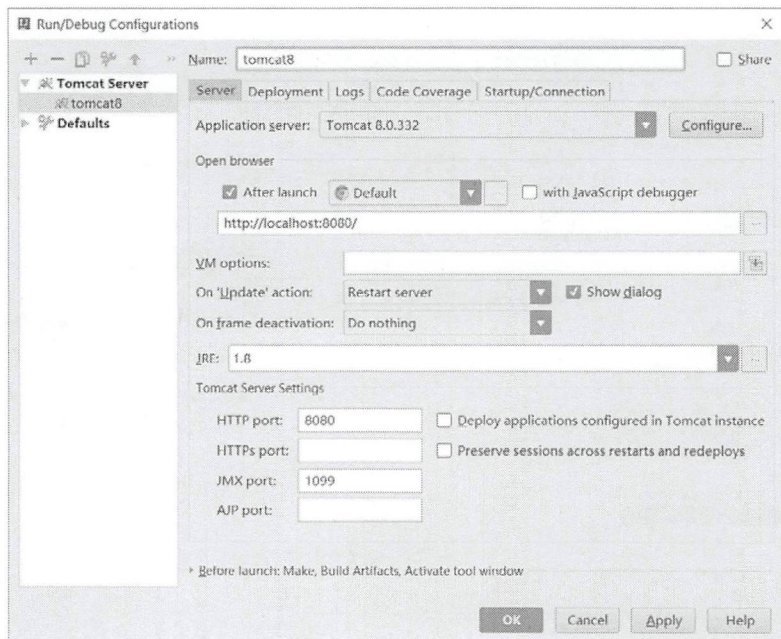 Run/Debug Configurations
Name: tomcat8
Share
Tomcat Server
tomcat8
Defaults
Server Deployment Logs Code Coverage Startup/Connection
Application server: Tomcat 8.0.332 Configure...
Open browser
After launch Default with JavaScript debugger
http://localhost:8080/
VM options:
On 'Update' action: Restart server Show dialog
On frame deactivation: Do nothing
JRE: 1.8
Tomcat Server Settings
HTTP port: 8080 Deploy applications configured in Tomcat instance
HTTPs port: Preserve sessions across restarts and redeploys
JMX port: 1099
AJP port:
Before launch: Make, Build Artifacts, Activate tool window
OK Cancel Apply Help